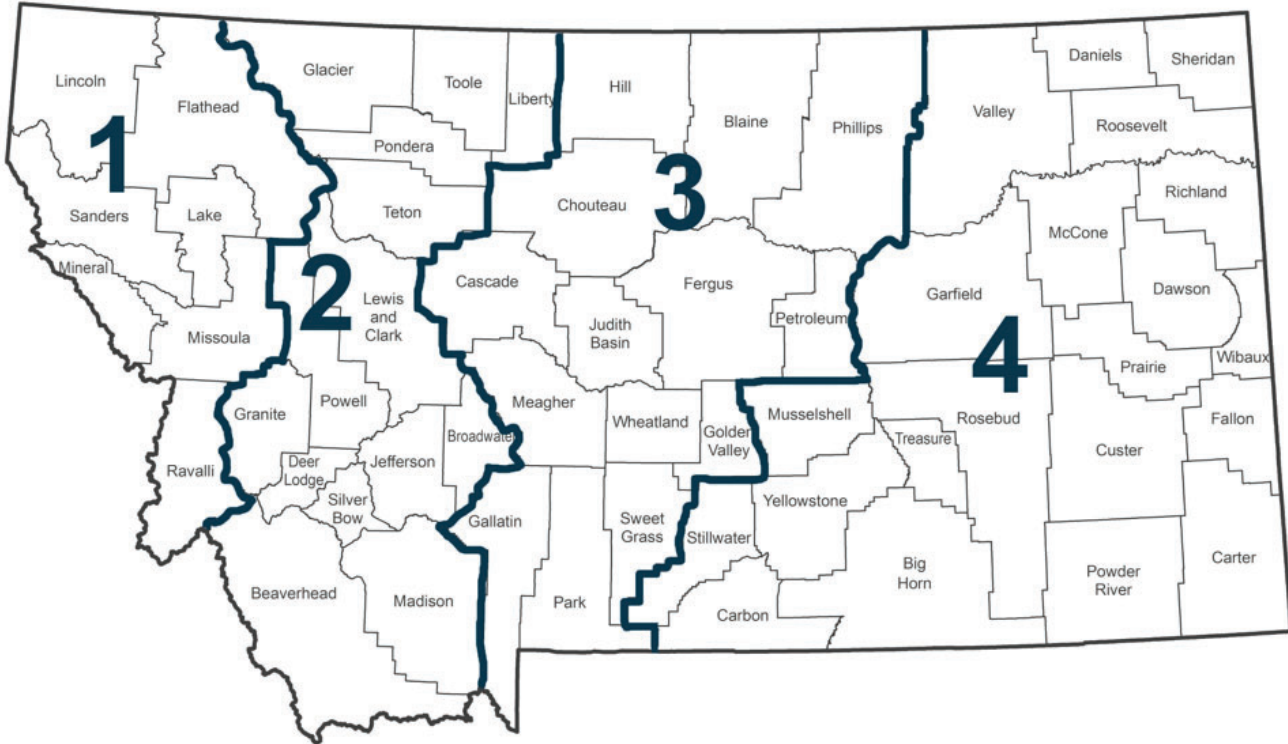 Lincoln
Flathead
Glacier
Toole
Liberty
Hill
Blaine
Phillips
Valley
Daniels
Sheridan
Roosevelt
1
Pondera
3
Sanders
Lake
Teton
Chouteau
McCone
Richland
Mineral
2
Missoula
Lewis
and
Clark
Cascade
Judith
Basin
Fergus
Petroleum
Garfield
4
Dawson
Prairie
Wibaux
Ravalli
Granite
Powell
Deer
Lodge
Silver
Bow
Jefferson
Broadwater
Meagher
Wheatland
Golden
Valley
Musselshell
Treasure
Rosebud
Custer
Fallon
Beaverhead
Madison
Gallatin
Park
Sweet
Grass
Stillwater
Yellowstone
Carbon
Big
Horn
Powder
River
Carter